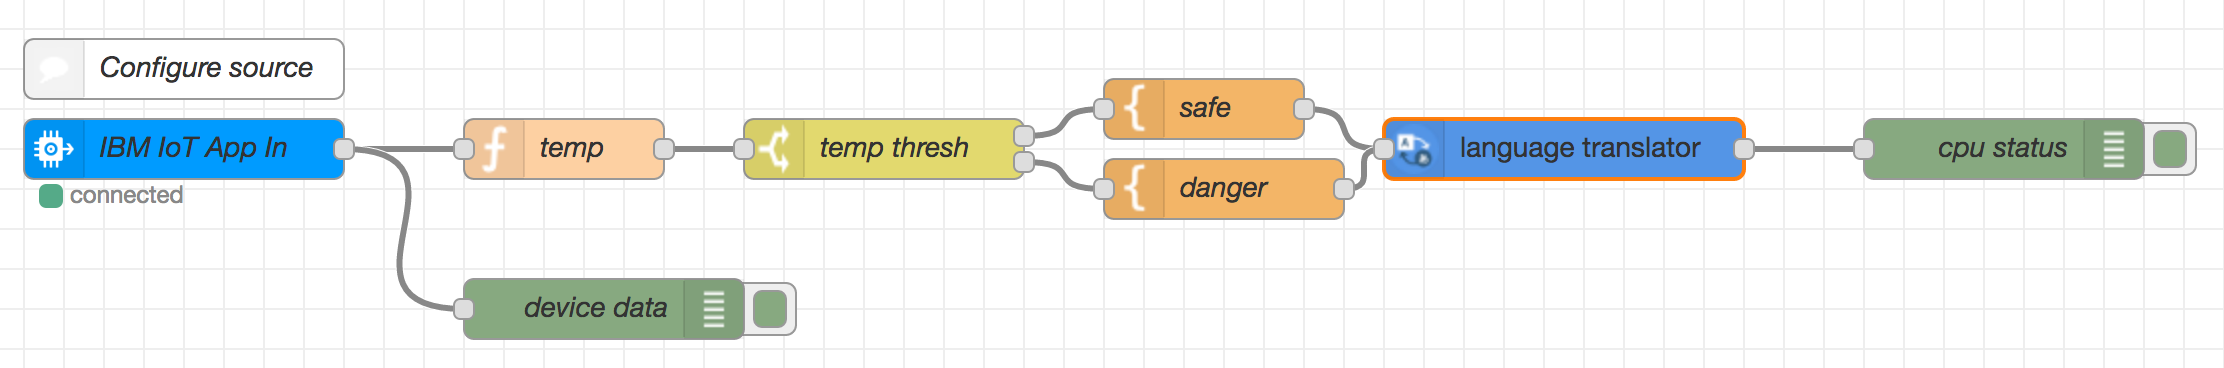 Configure source
IBM IoT App In
connected
temp
temp thresh
safe
danger
language translator
cpu status
device data